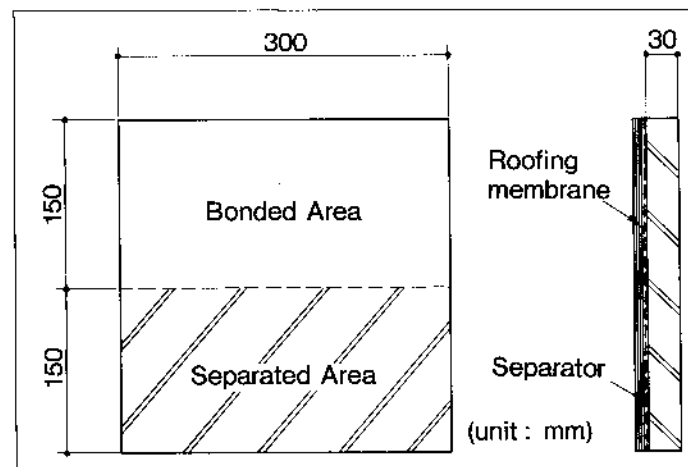 300
30
150
Bonded Area
Roofing
membrane
150
Separated Area
Separator
(unit : mm)